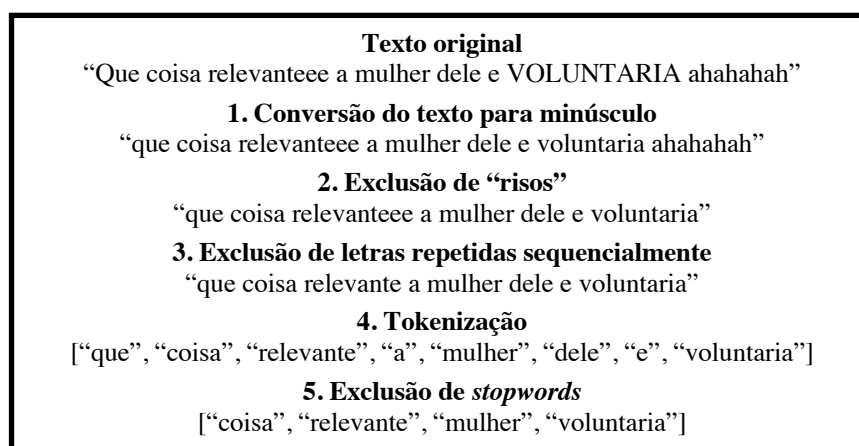 Texto original
“Que coisa relevanteee a mulher dele e VOLUNTARIA ahahahah”
1. Conversão do texto para minúsculo
“que coisa relevanteee a mulher dele e voluntaria ahahahah”
2. Exclusão de “risos”
“que coisa relevanteee a mulher dele e voluntaria”
3. Exclusão de letras repetidas sequencialmente
“que coisa relevante a mulher dele e voluntaria”
4. Tokenização
[“que”, “coisa”, “relevante”, “a”, “mulher”, “dele”, “e”, “voluntaria”]
5. Exclusão de stopwords
[“coisa”, “relevante”, “mulher”, “voluntaria”]